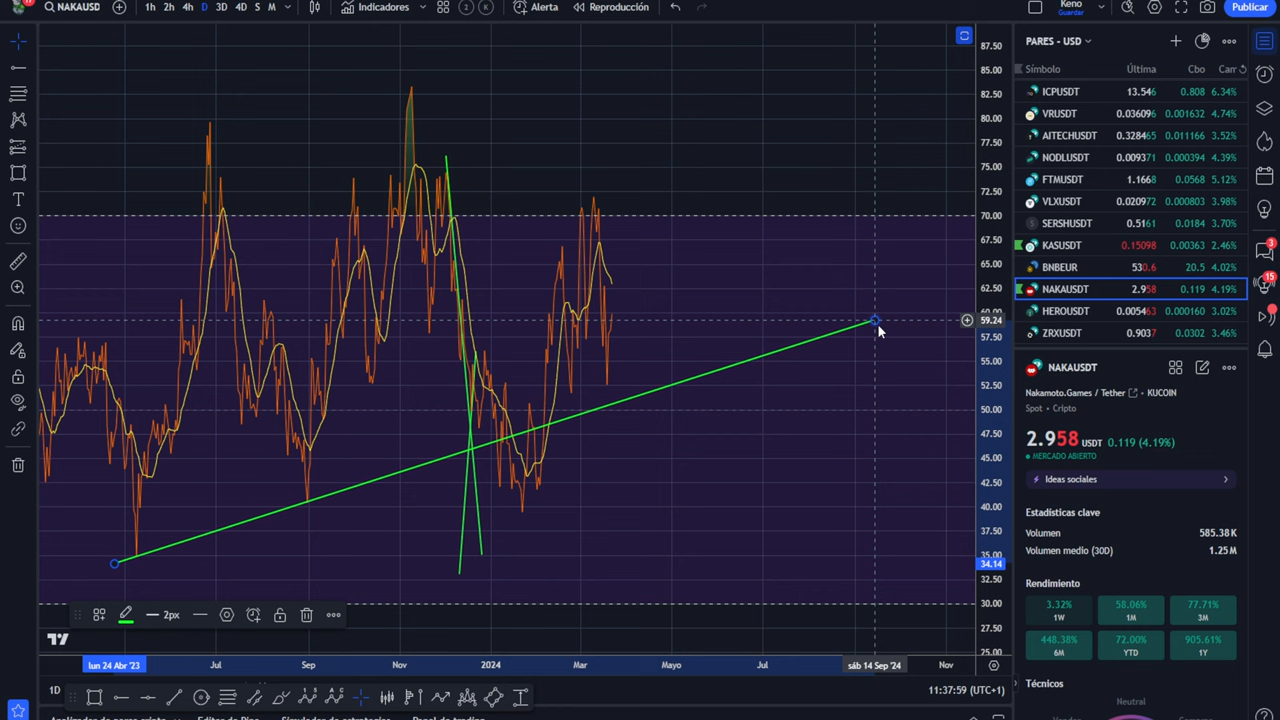 NAKAUSD
1h 2h 4h D 3D 4D S M
Indicadores
2 K
Alerta
Reproducción
Keno
Guardar
Publicar
87.50
85.00
82.50
80.00
77.50
75.00
72.50
70.00
67.50
65.00
62.50
60.00
59.24
57.50
55.00
52.50
50.00
47.50
45.00
42.50
40.00
37.50
35.00
34.14
32.50
30.00
27.50
25.00
PARES - USD
Símbolo Última Cbo Carr
ICPUSDT 13.546 0.808 6.34%
VRUSDT 0.036096 0.001632 4.74%
AITECHUSDT 0.328465 0.011166 3.52%
NODLUSDT 0.009371 0.000394 4.39%
FTMUSDT 1.1668 0.0568 5.12%
VLXUSDT 0.020972 0.000803 3.98%
SERSHUSDT 0.5161 0.0184 3.70%
KASUSDT 0.15098 0.00363 2.46%
BNBEUR 530.6 20.5 4.02%
NAKAUSDT 2.958 0.119 4.19%
HEROUSDT 0.005463 0.000160 3.02%
ZRXUSDT 0.9037 0.0302 3.46%
NAKAUSDT
Nakamoto.Games / Tether • KUCOIN
Spot • Cripto
2.958 USDT 0.119 (4.19%)
MERCADO ABIERTO
Ideas sociales
Estadísticas clave
Volumen 585.38K
Volumen medio (30D) 1.25M
Rendimiento
3.32% 58.06% 77.71%
1W 1M 3M
448.38% 72.00% 905.61%
6M YTD 1Y
Técnicos
Neutral
3
15
2px
lun 24 Abr '23 Jul Sep Nov 2024 Mar Mayo Jul sáb 14 Sep '24 Nov
1D
11:37:59 (UTC+1)